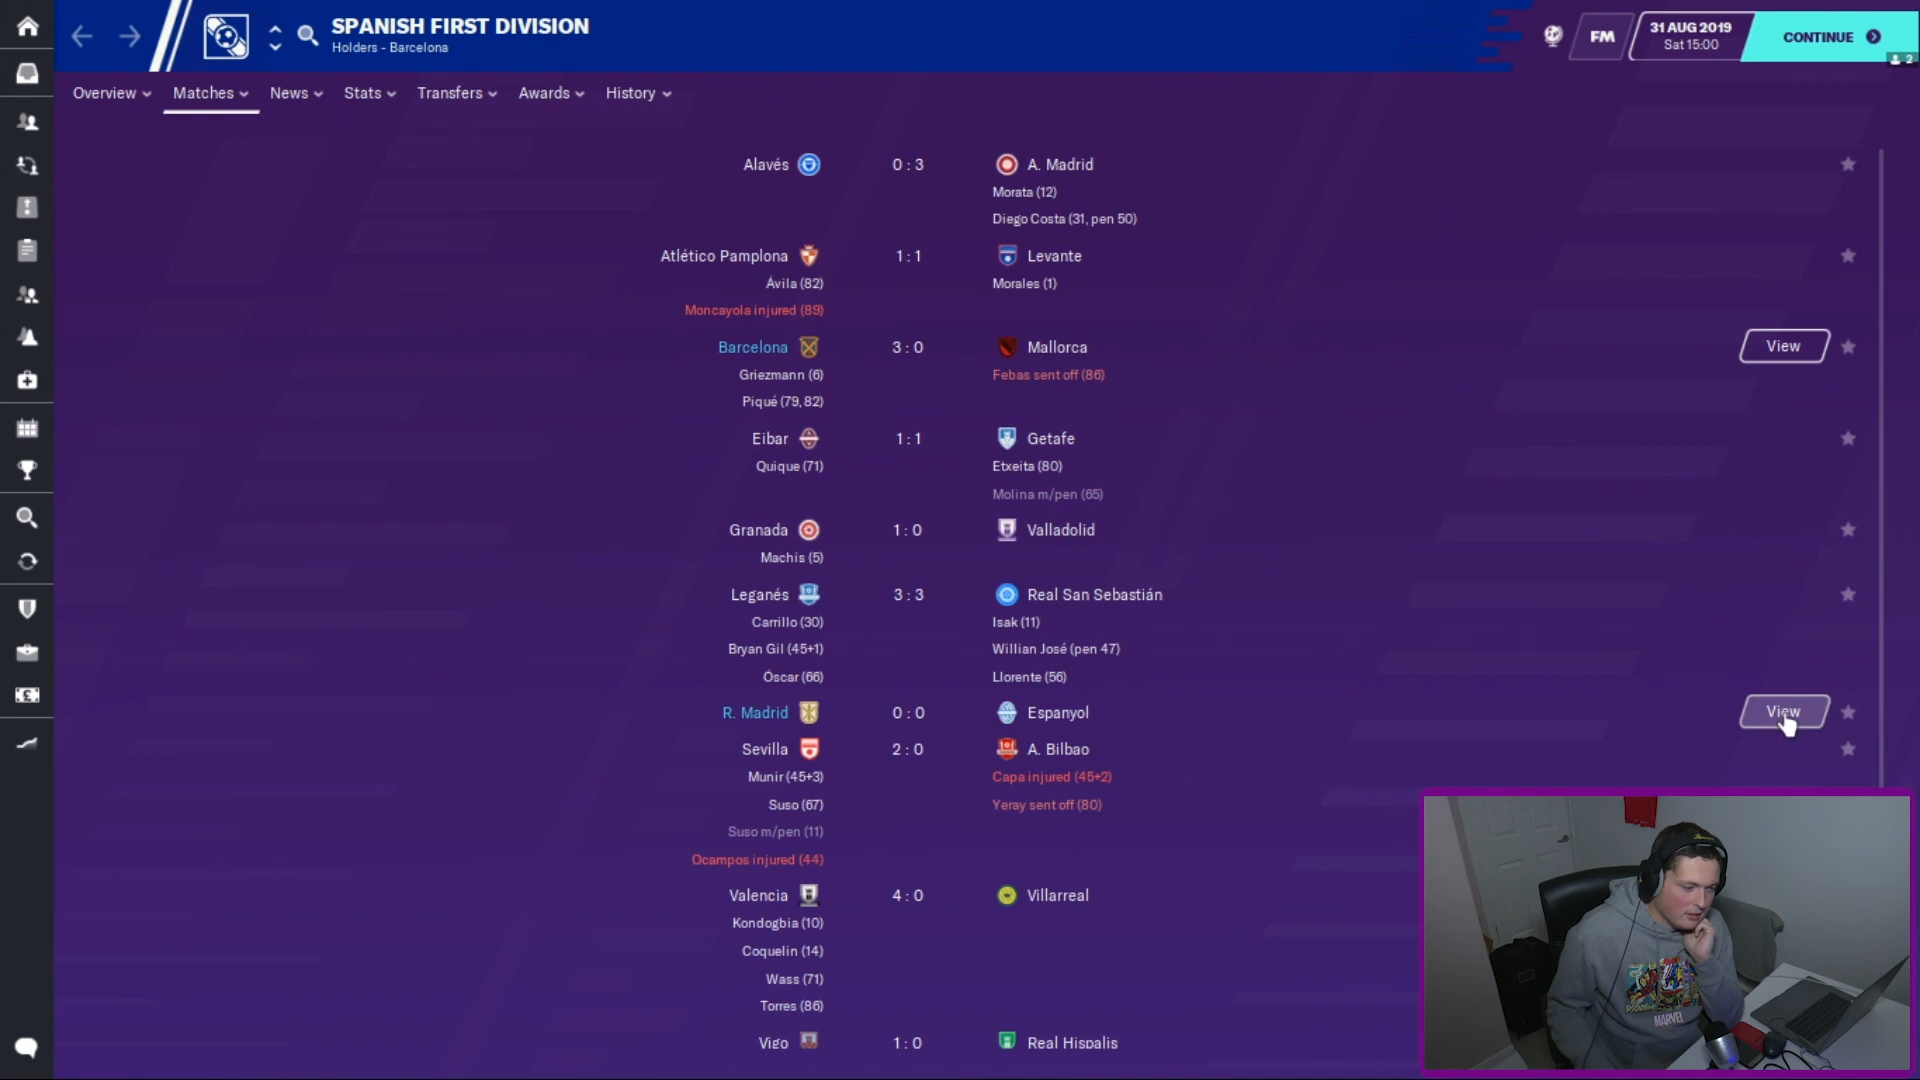 SPANISH FIRST DIVISION
Holders - Barcelona
FM
31 AUG 2019
Sat 15:00
CONTINUE
2
Overview
Matches
News
Stats
Transfers
Awards
History
Alavés 0 : 3 A. Madrid
Morata (12)
Diego Costa (31, pen 50)
Atlético Pamplona 1 : 1 Levante
Ávila (82) Morales (1)
Moncayola injured (89)
Barcelona 3 : 0 Mallorca View
Griezmann (6) Febas sent off (86)
Piqué (79, 82)
Eibar 1 : 1 Getafe
Quique (71) Etxeita (80)
Molina m/pen (65)
Granada 1 : 0 Valladolid
Machis (5)
Leganés 3 : 3 Real San Sebastián
Carrillo (30) Isak (11)
Bryan Gil (45+1) Willian José (pen 47)
Óscar (66) Llorente (56)
R. Madrid 0 : 0 Espanyol View
Sevilla 2 : 0 A. Bilbao
Munir (45+3) Capa injured (45+2)
Suso (67) Yeray sent off (80)
Suso m/pen (11)
Ocampos injured (44)
Valencia 4 : 0 Villarreal
Kondogbia (10)
Coquelin (14)
Wass (71)
Torres (86)
Vigo 1 : 0 Real Hispalis
MARVEL